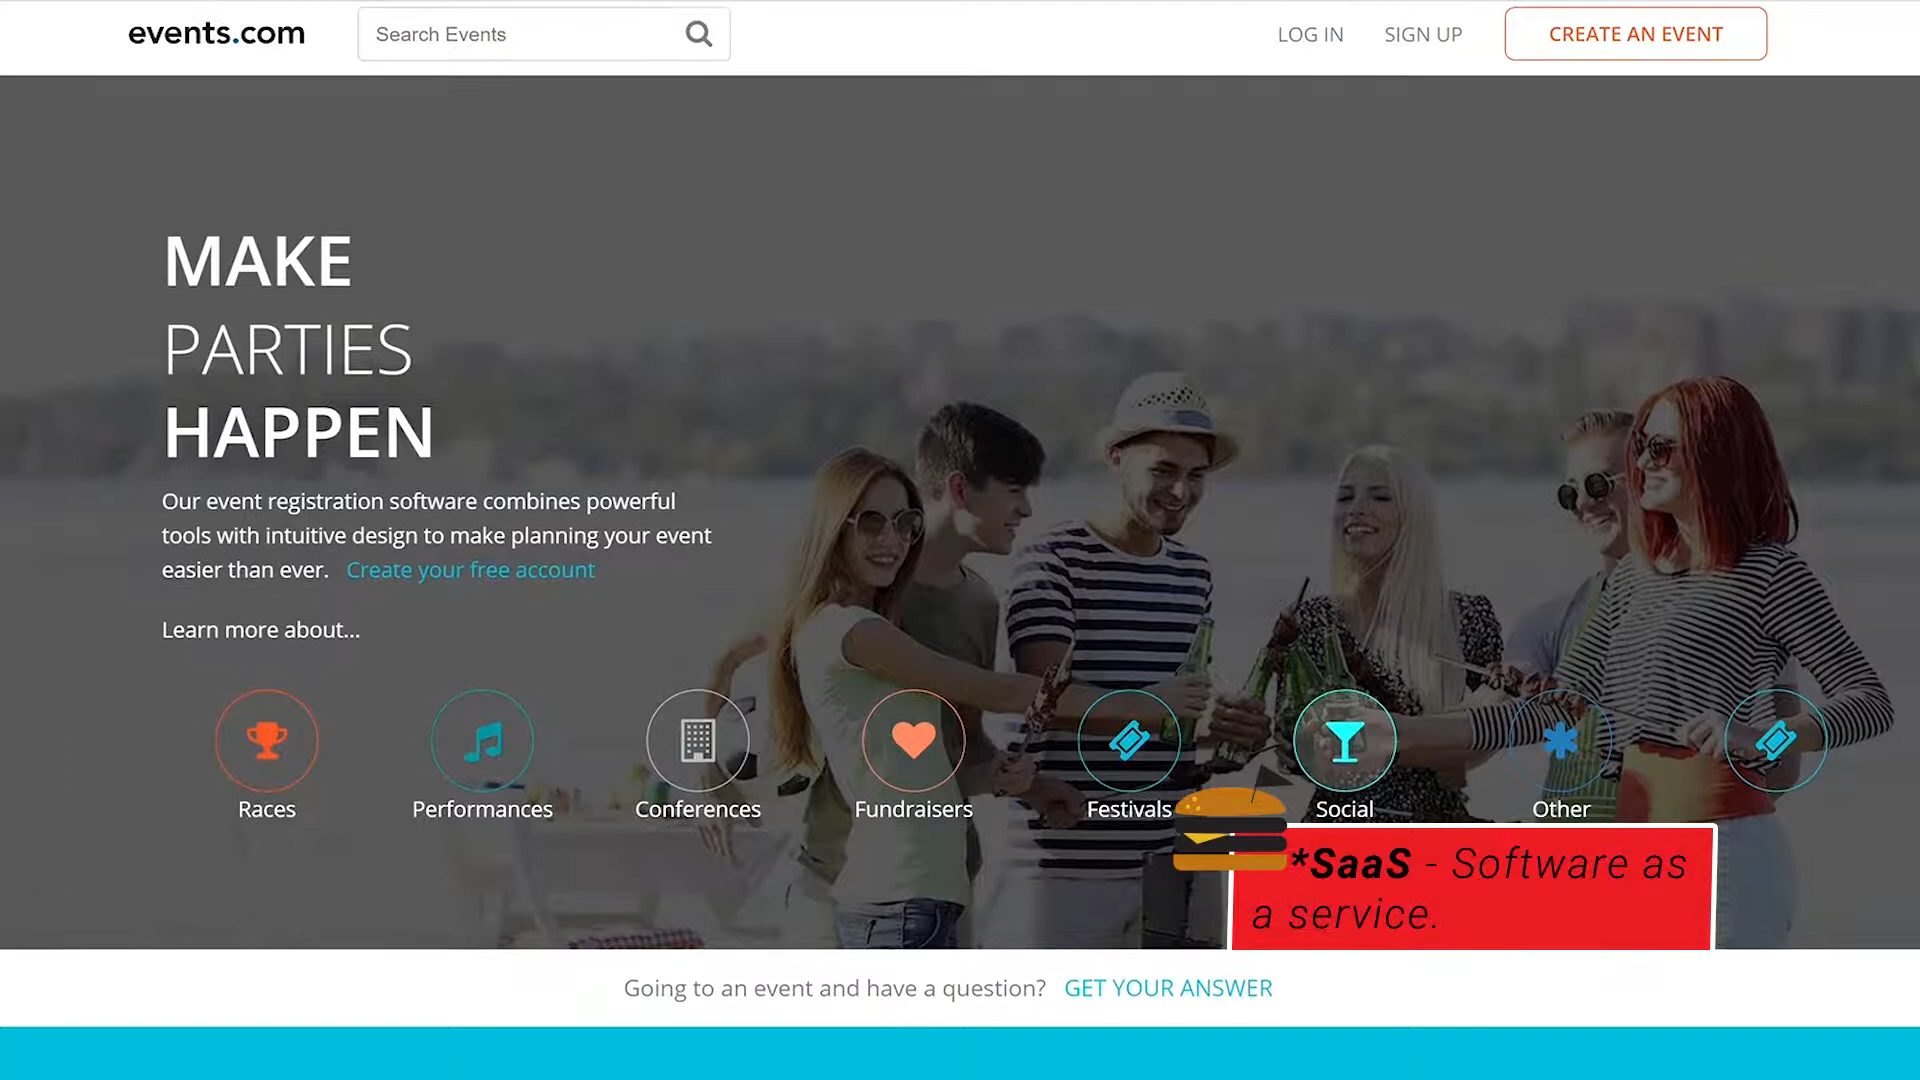 events.com
Search Events
LOG IN
SIGN UP
CREATE AN EVENT
MAKE
PARTIES
HAPPEN
Our event registration software combines powerful
tools with intuitive design to make planning your event
easier than ever. Create your free account
Learn more about...
Races
Performances
Conferences
Fundraisers
Festivals
Social
Other
*SaaS - Software as
a service.
Going to an event and have a question? GET YOUR ANSWER